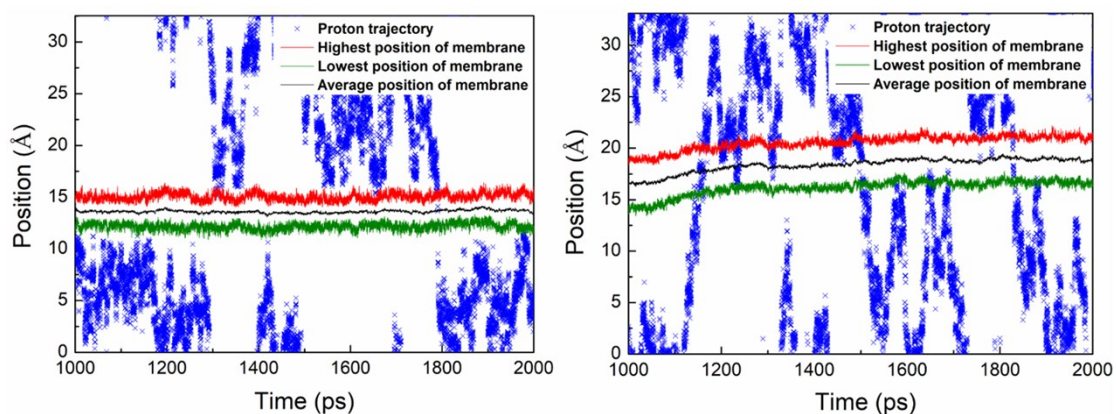 Proton trajectory
Highest position of membrane
Lowest position of membrane
Average position of membrane
Position (Å)
30
25
20
15
10
5
0
1000 1200 1400 1600 1800 2000
Time (ps)
Proton trajectory
Highest position of membrane
Lowest position of membrane
Average position of membrane
Position (Å)
30
25
20
15
10
5
0
1000 1200 1400 1600 1800 2000
Time (ps)